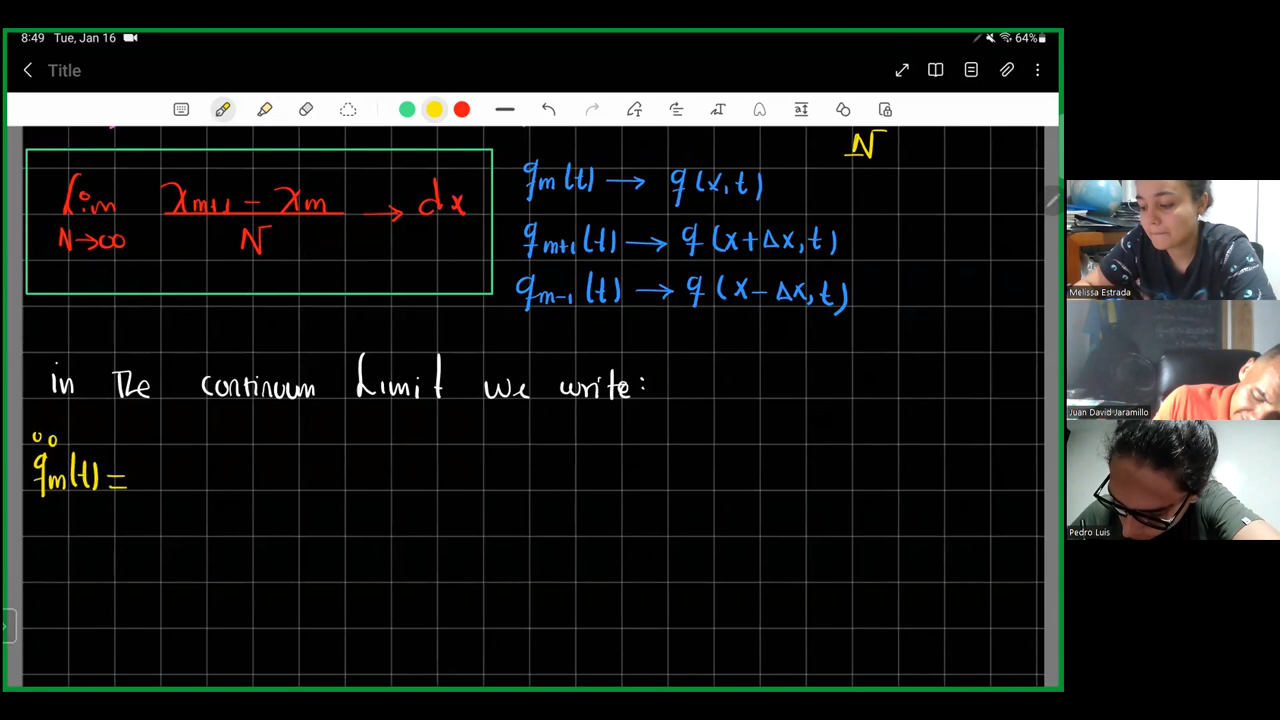 8:49 Tue, Jan 16
64%
Title
N
lim x_{m+1} - x_m → dx
N→∞ N
q_m(t) → q(x,t)
q_{m+1}(t) → q(x+Δx,t)
q_{m-1}(t) → q(x-Δx,t)
in the continuum Limit we write:
q̈_m(t) =
Melissa Estrada
Juan David Jaramillo
Pedro Luis